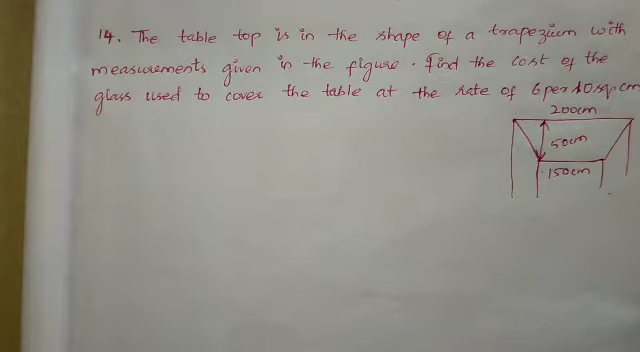 14. The table top is in the shape of a trapezium with
measurements given in the figure. find the cost of the
glass used to cover the table at the rate of 6 per 10 sq. cm
200cm
50cm
150cm